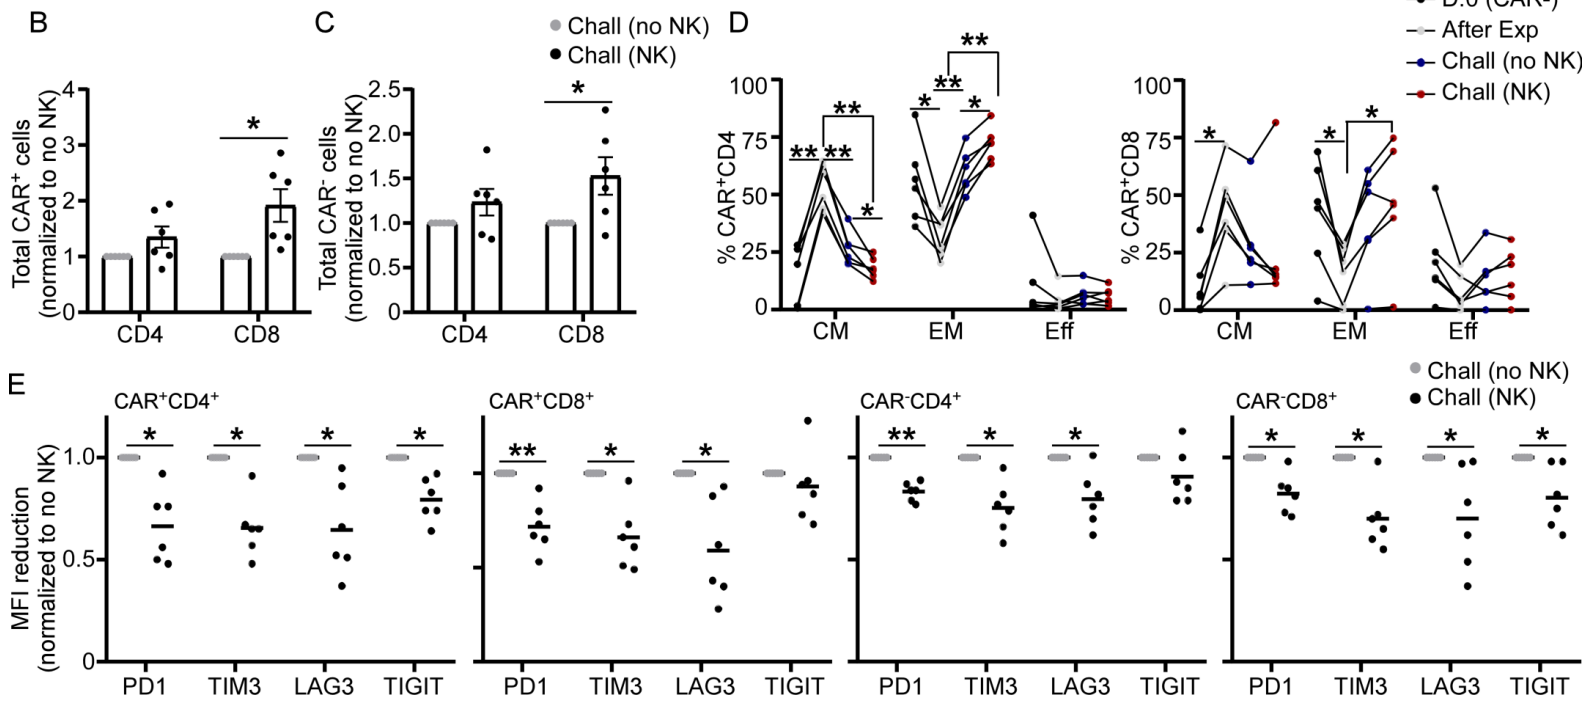 B
Total CAR⁺ cells
(normalized to no NK)
4
3
2
1
0
*
CD4
CD8
C
Chall (no NK)
Chall (NK)
Total CAR⁻ cells
(normalized to no NK)
2.5
2.0
1.5
1.0
0.5
0
*
CD4
CD8
D
D.0 (CAR-)
After Exp
Chall (no NK)
Chall (NK)
% CAR⁺CD4
100
75
50
25
0
** ** ** *
* ** * **
CM
EM
Eff
% CAR⁺CD8
100
75
50
25
0
* * *
CM
EM
Eff
E
Chall (no NK)
Chall (NK)
MFI reduction
(normalized to no NK)
1.0
0.5
0
CAR⁺CD4⁺
* * * *
PD1 TIM3 LAG3 TIGIT
CAR⁺CD8⁺
** * *
PD1 TIM3 LAG3 TIGIT
CAR⁻CD4⁺
** * *
PD1 TIM3 LAG3 TIGIT
CAR⁻CD8⁺
* * * *
PD1 TIM3 LAG3 TIGIT